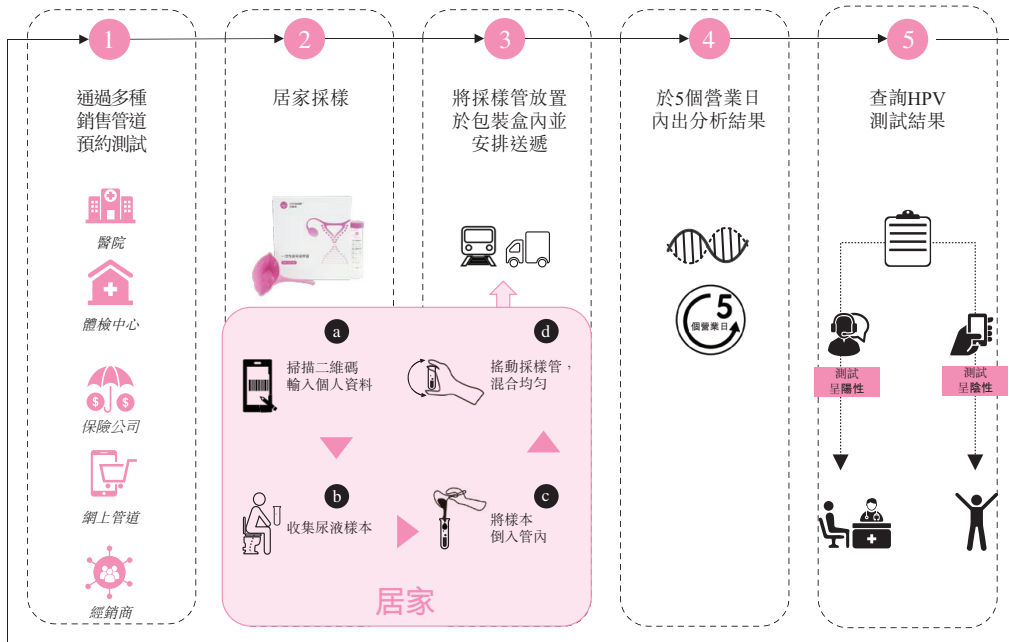 1
2
3
4
5
通過多種
銷售管道
預約測試
居家採樣
將採樣管放置
於包裝盒內並
安排送遞
於5個營業日
內出分析結果
查詢HPV
測試結果
醫院
體檢中心
保險公司
網上管道
經銷商
a
掃描二維碼
輸入個人資料
b
收集尿液樣本
c
將樣本
倒入管內
d
搖動採樣管，
混合均勻
居家
5
個營業日
測試
呈陽性
測試
呈陰性